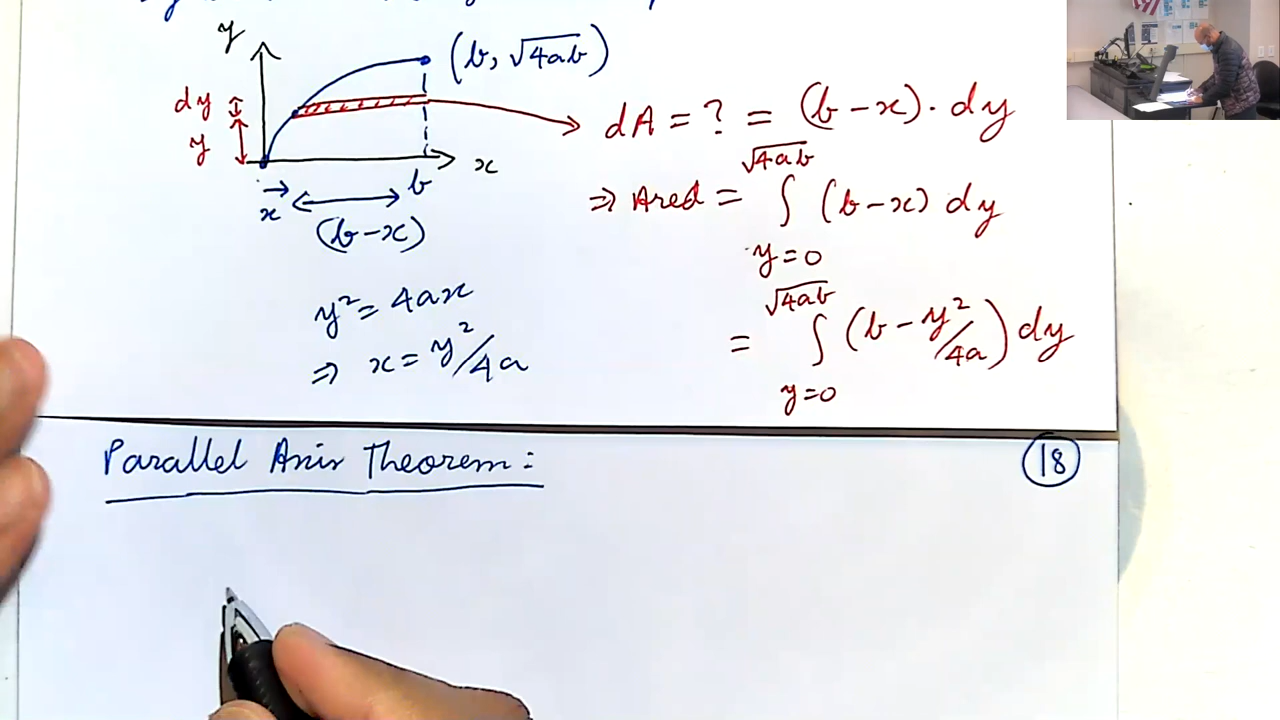 y
(b, √4ab)
dy
y
x
b
x
(b-x)
dA = ? = (b-x). dy
√4ab
⇒ Ared = ∫ (b-x) dy
y=0
y² = 4ax
⇒ x = y²/4a
√4ab
= ∫ (b - y²/4a) dy
y=0
Parallel Axis Theorem :
18